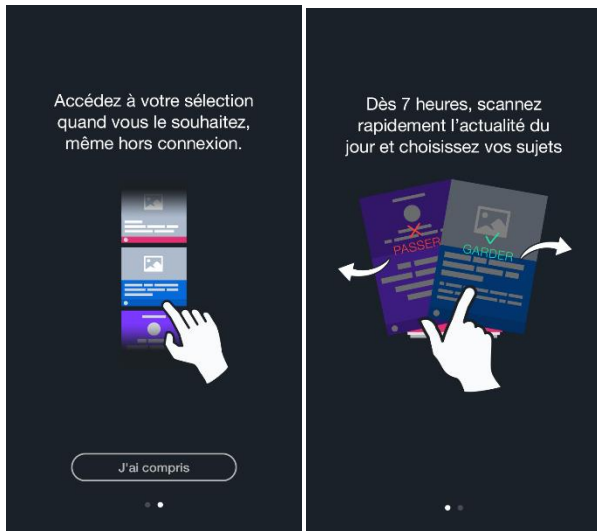 Accédez à votre sélection
quand vous le souhaitez,
même hors connexion.
J'ai compris
Dès 7 heures, scannez
rapidement l'actualité du
jour et choisissez vos sujets
PASSER
GARDER